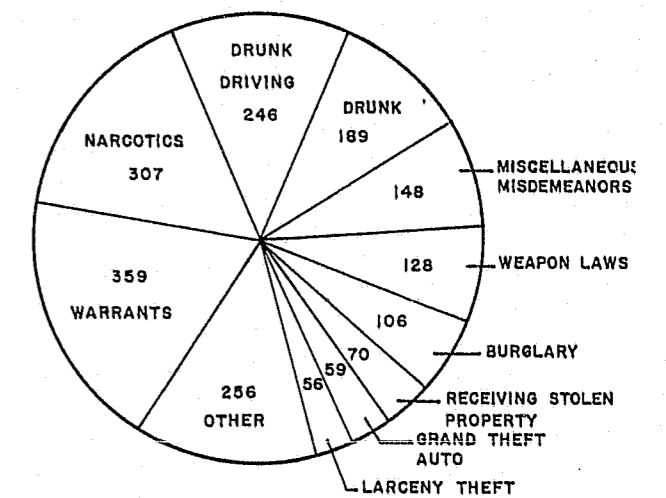 DRUNK
DRIVING
246
DRUNK
189
NARCOTICS
307
148
MISCELLANEOUS
MISDEMEANORS
128
WEAPON LAWS
359
WARRANTS
106
BURGLARY
70
RECEIVING STOLEN
PROPERTY
59
GRAND THEFT
AUTO
56
LARCENY THEFT
256
OTHER